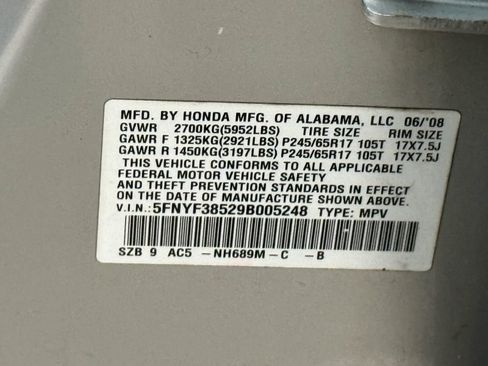 MFD. BY HONDA MFG. OF ALABAMA, LLC 06/'08
GVWR 2700KG(5952LBS) TIRE SIZE RIM SIZE
GAWR F 1325KG(2921LBS) P245/65R17 105T 17X7.5J
GAWR R 1450KG(3197LBS) P245/65R17 105T 17X7.5J
THIS VEHICLE CONFORMS TO ALL APPLICABLE
FEDERAL MOTOR VEHICLE SAFETY STANDARDS IN
EFFECT ON THE DATE OF MANUFACTURE SHOWN ABOVE.
V.I.N.: 5FNYF38529B005248 TYPE: MPV
SZB 9 AC5 -NH689M-C -B